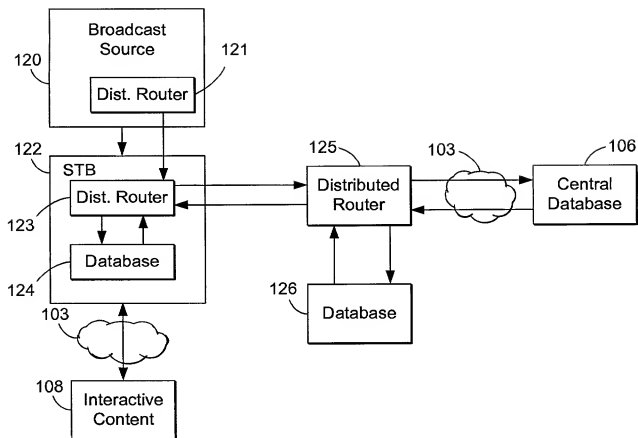 Broadcast
Source
120
121
Dist. Router
122
STB
125
103
106
Dist. Router
Distributed
Router
Central
Database
123
Database
124
126
Database
103
108
Interactive
Content